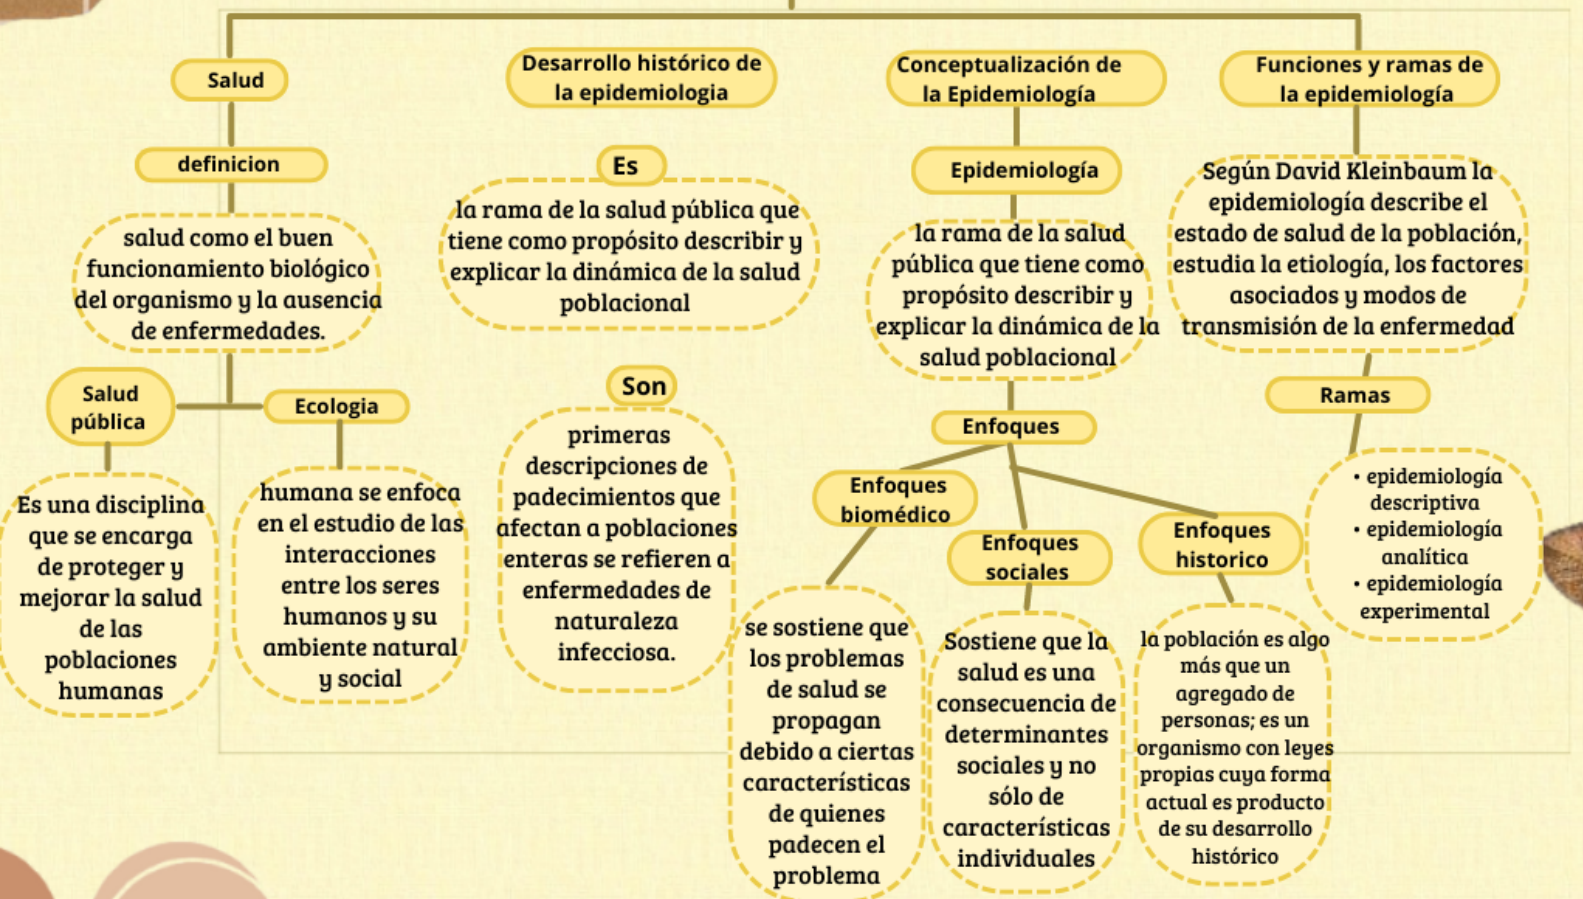 Salud
definicion
salud como el buen
funcionamiento biológico
del organismo y la ausencia
de enfermedades.
Salud
pública
Es una disciplina
que se encarga
de proteger y
mejorar la salud
de las
poblaciones
humanas
Ecologia
humana se enfoca
en el estudio de las
interacciones
entre los seres
humanos y su
ambiente natural
y social
Desarrollo histórico de
la epidemiologia
Es
la rama de la salud pública que
tiene como propósito describir y
explicar la dinámica de la salud
poblacional
Son
primeras
descripciones de
padecimientos que
afectan a poblaciones
enteras se refieren a
enfermedades de
naturaleza
infecciosa.
Conceptualización de
la Epidemiología
Epidemiología
la rama de la salud
pública que tiene como
propósito describir y
explicar la dinámica de la
salud poblacional
Enfoques
Enfoques
biomédico
se sostiene que
los problemas
de salud se
propagan
debido a ciertas
características
de quienes
padecen el
problema
Enfoques
sociales
Sostiene que la
salud es una
consecuencia de
determinantes
sociales y no
sólo de
características
individuales
Enfoques
historico
la población es algo
más que un
agregado de
personas; es un
organismo con leyes
propias cuya forma
actual es producto
de su desarrollo
histórico
Funciones y ramas de
la epidemiología
Según David Kleinbaum la
epidemiología describe el
estado de salud de la población,
estudia la etiología, los factores
asociados y modos de
transmisión de la enfermedad
Ramas
• epidemiología
descriptiva
• epidemiología
analítica
• epidemiología
experimental